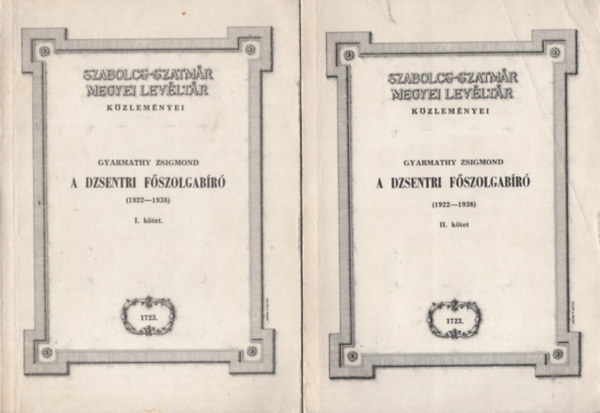 SZABOLCS-SZATMÁR
MEGYEI LEVÉLTÁR
KÖZLEMÉNYEI
GYARMATHY ZSIGMOND
A DZSENTRI FŐSZOLGABÍRÓ
(1922—1938)
I. kötet.
1723.
SZABOLCS-SZATMÁR
MEGYEI LEVÉLTÁR
KÖZLEMÉNYEI
GYARMATHY ZSIGMOND
A DZSENTRI FŐSZOLGABÍRÓ
(1922—1938)
II. kötet
1723.